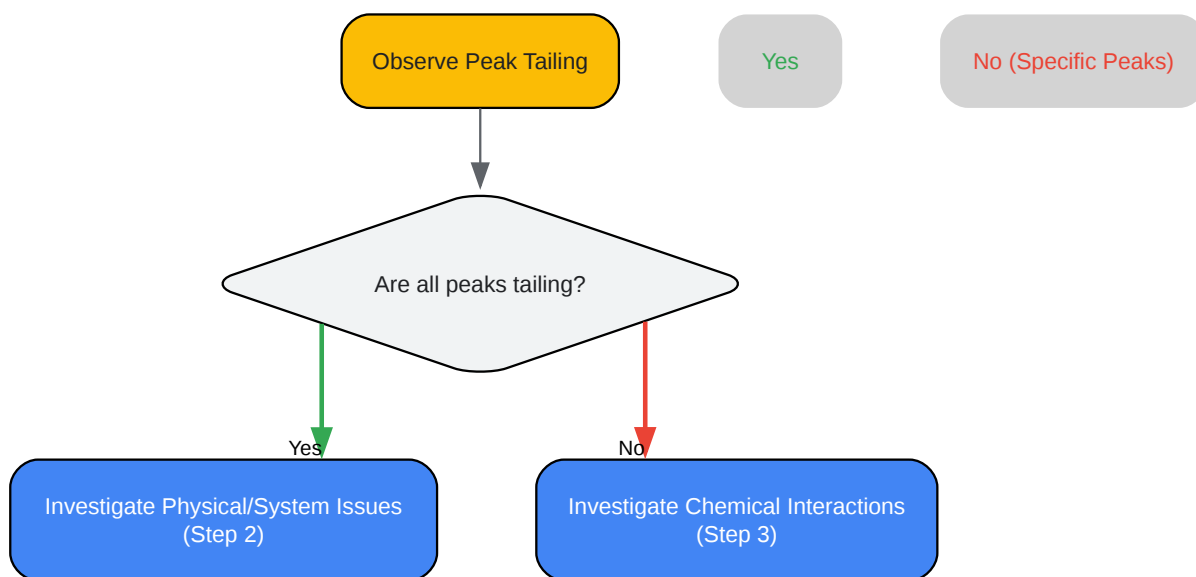 Observe Peak Tailing
Yes
No (Specific Peaks)
Are all peaks tailing?
Yes
No
Investigate Physical/System Issues
(Step 2)
Investigate Chemical Interactions
(Step 3)